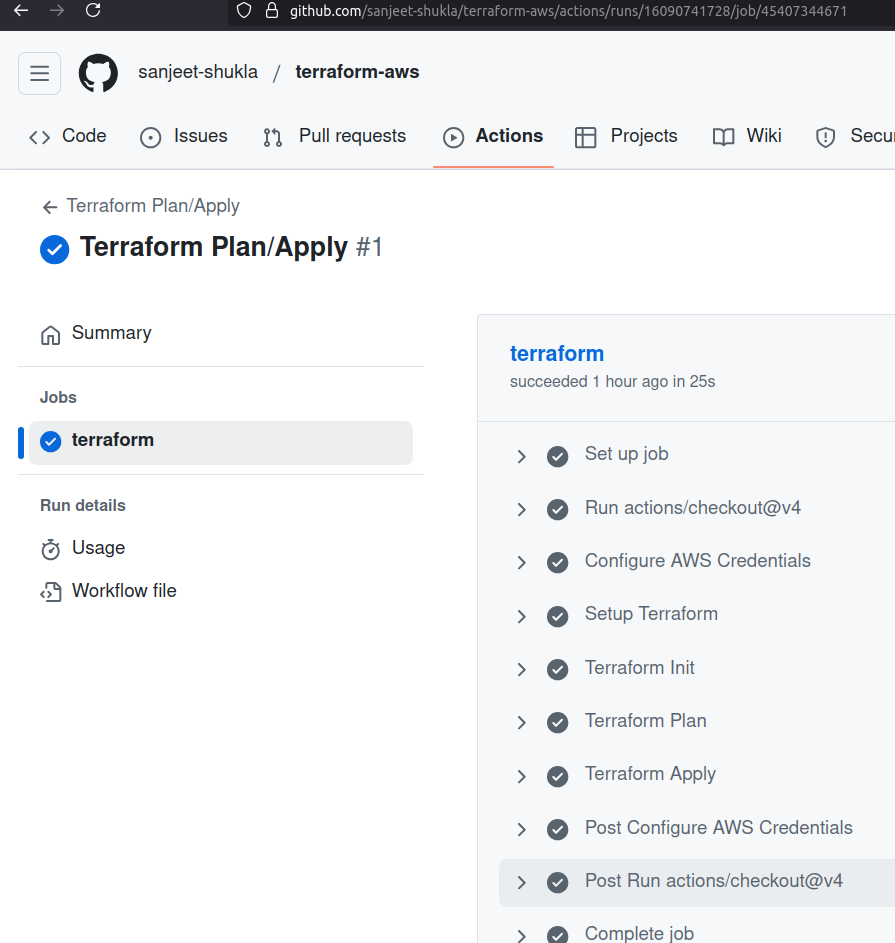 github.com/sanjeet-shukla/terraform-aws/actions/runs/16090741728/job/45407344671
sanjeet-shukla / terraform-aws
Code Issues Pull requests Actions Projects Wiki Secur
Terraform Plan/Apply
Terraform Plan/Apply #1
Summary
Jobs
terraform
Run details
Usage
Workflow file
terraform
succeeded 1 hour ago in 25s
Set up job
Run actions/checkout@v4
Configure AWS Credentials
Setup Terraform
Terraform Init
Terraform Plan
Terraform Apply
Post Configure AWS Credentials
Post Run actions/checkout@v4
Complete job